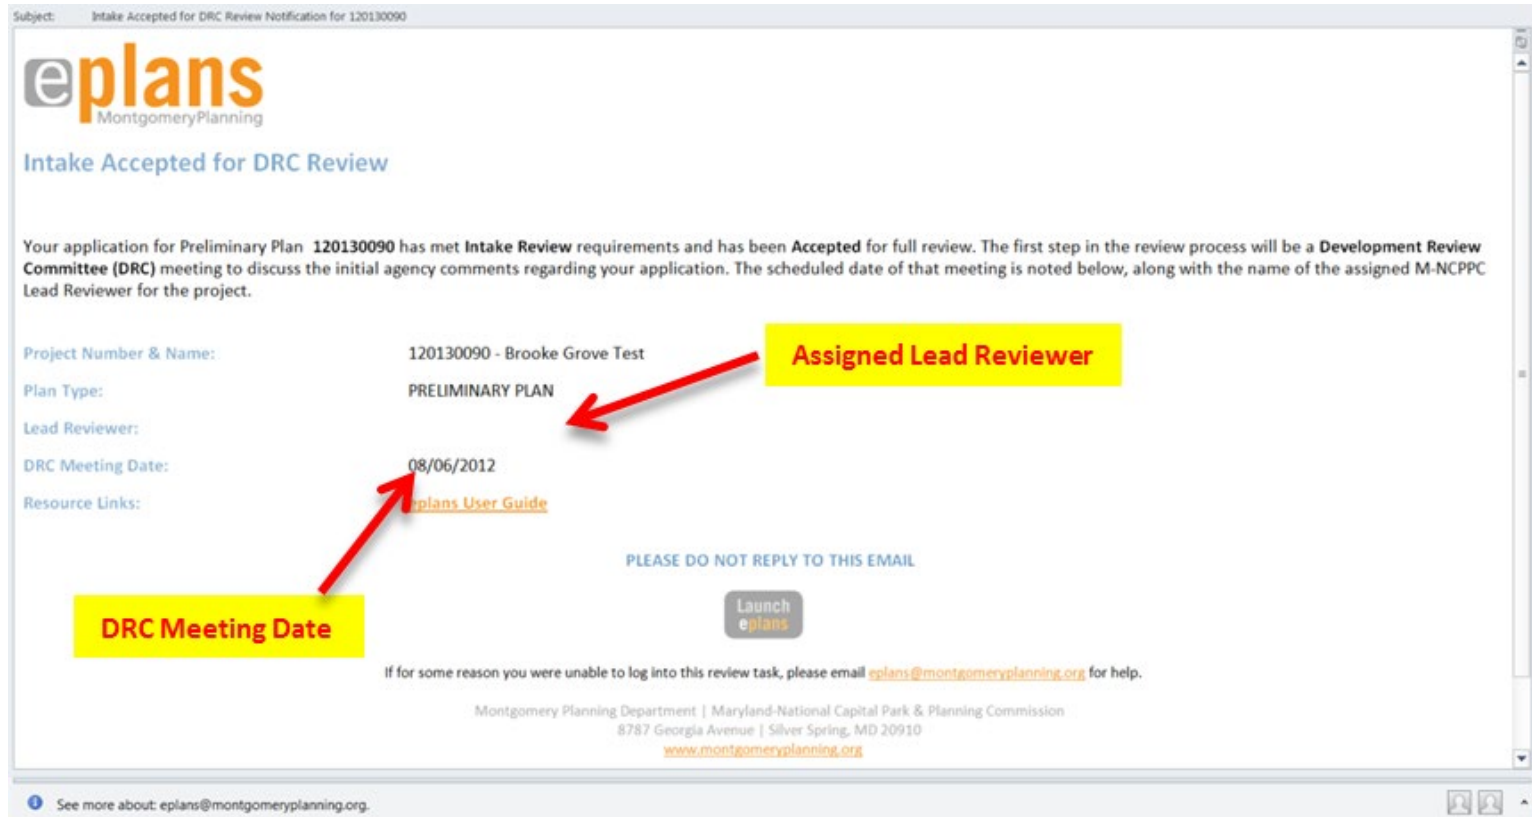 Subject: Intake Accepted for DRC Review Notification for 120130090
eplans
MontgomeryPlanning
Intake Accepted for DRC Review
Your application for Preliminary Plan 120130090 has met Intake Review requirements and has been Accepted for full review. The first step in the review process will be a Development Review
Committee (DRC) meeting to discuss the initial agency comments regarding your application. The scheduled date of that meeting is noted below, along with the name of the assigned M-NCPPC
Lead Reviewer for the project.
Project Number & Name: 120130090 - Brooke Grove Test
Assigned Lead Reviewer
Plan Type: PRELIMINARY PLAN
Lead Reviewer:
DRC Meeting Date: 08/06/2012
Resource Links: eplans User Guide
PLEASE DO NOT REPLY TO THIS EMAIL
Launch
eplans
DRC Meeting Date
If for some reason you were unable to log into this review task, please email eplans@montgomeryplanning.org for help.
Montgomery Planning Department | Maryland-National Capital Park & Planning Commission
8787 Georgia Avenue | Silver Spring, MD 20910
www.montgomeryplanning.org
See more about: eplans@montgomeryplanning.org.